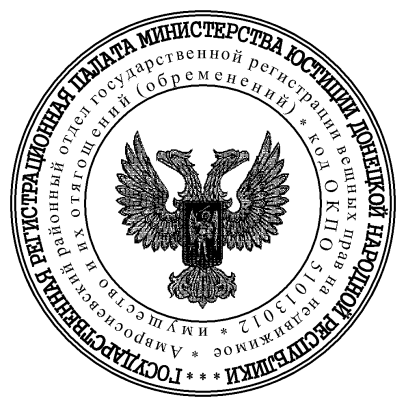 ГОСУДАРСТВЕННАЯ РЕГИСТРАЦИОННАЯ ПАЛАТА МИНИСТЕРСТВА ЮСТИЦИИ ДОНЕЦКОЙ НАРОДНОЙ РЕСПУБЛИКИ * * *
Амвросиевский районный отдел государственной регистрации вещных прав на недвижимое *
имущество и их отягощений (обременений) * код ОКПО 51013012 *